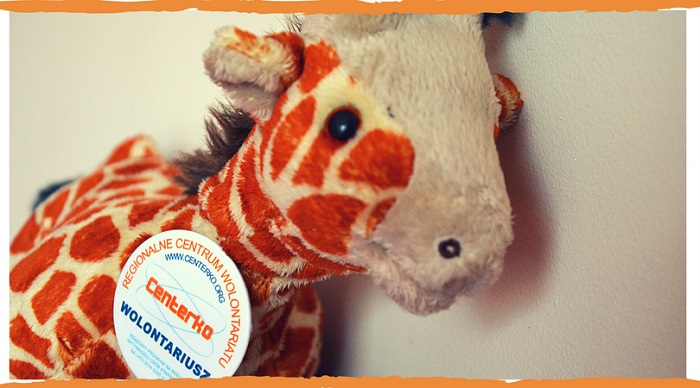 REGIONALNE CENTRUM WOLONTARIATU
WWW.CENTERKO.ORG
Centerko
WOLONTARIUSZ